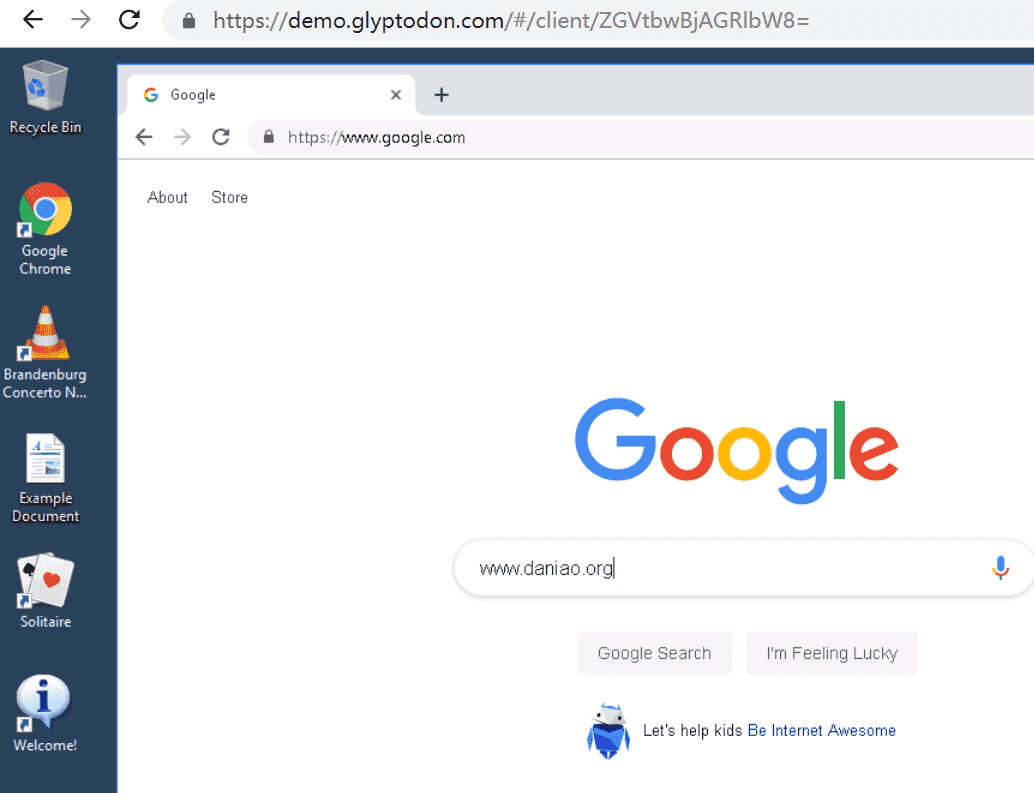 https://demo.glyptodon.com/#/client/ZGVtbwBjAGRlbW8=
Recycle Bin
Google
Chrome
Brandenburg
Concerto N...
Example
Document
Solitaire
Welcome!
Google
https://www.google.com
About Store
Google
www.daniao.org
Google Search I'm Feeling Lucky
Let's help kids Be Internet Awesome